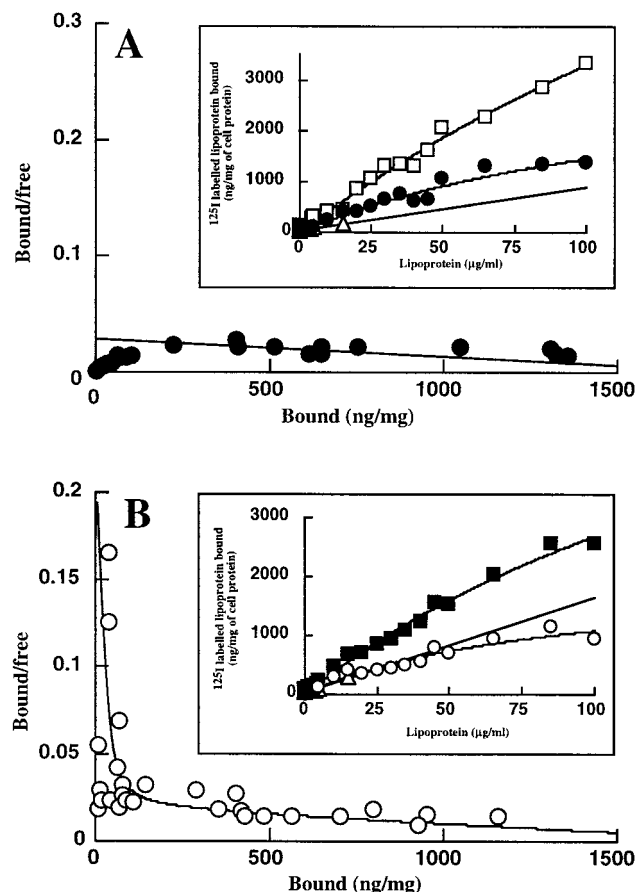 A
0.3
0.2
0.1
0
Bound/free
0
500
1000
1500
Bound (ng/mg)
125I labelled lipoprotein bound
(ng/mg of cell protein)
3000
2000
1000
0
0
25
50
75
100
Lipoprotein (µg/ml)
B
0.2
0.15
0.1
0.05
0
Bound/free
0
500
1000
1500
Bound (ng/mg)
125I labelled lipoprotein bound
(ng/mg of cell protein)
3000
2000
1000
0
0
25
50
75
100
Lipoprotein (µg/ml)